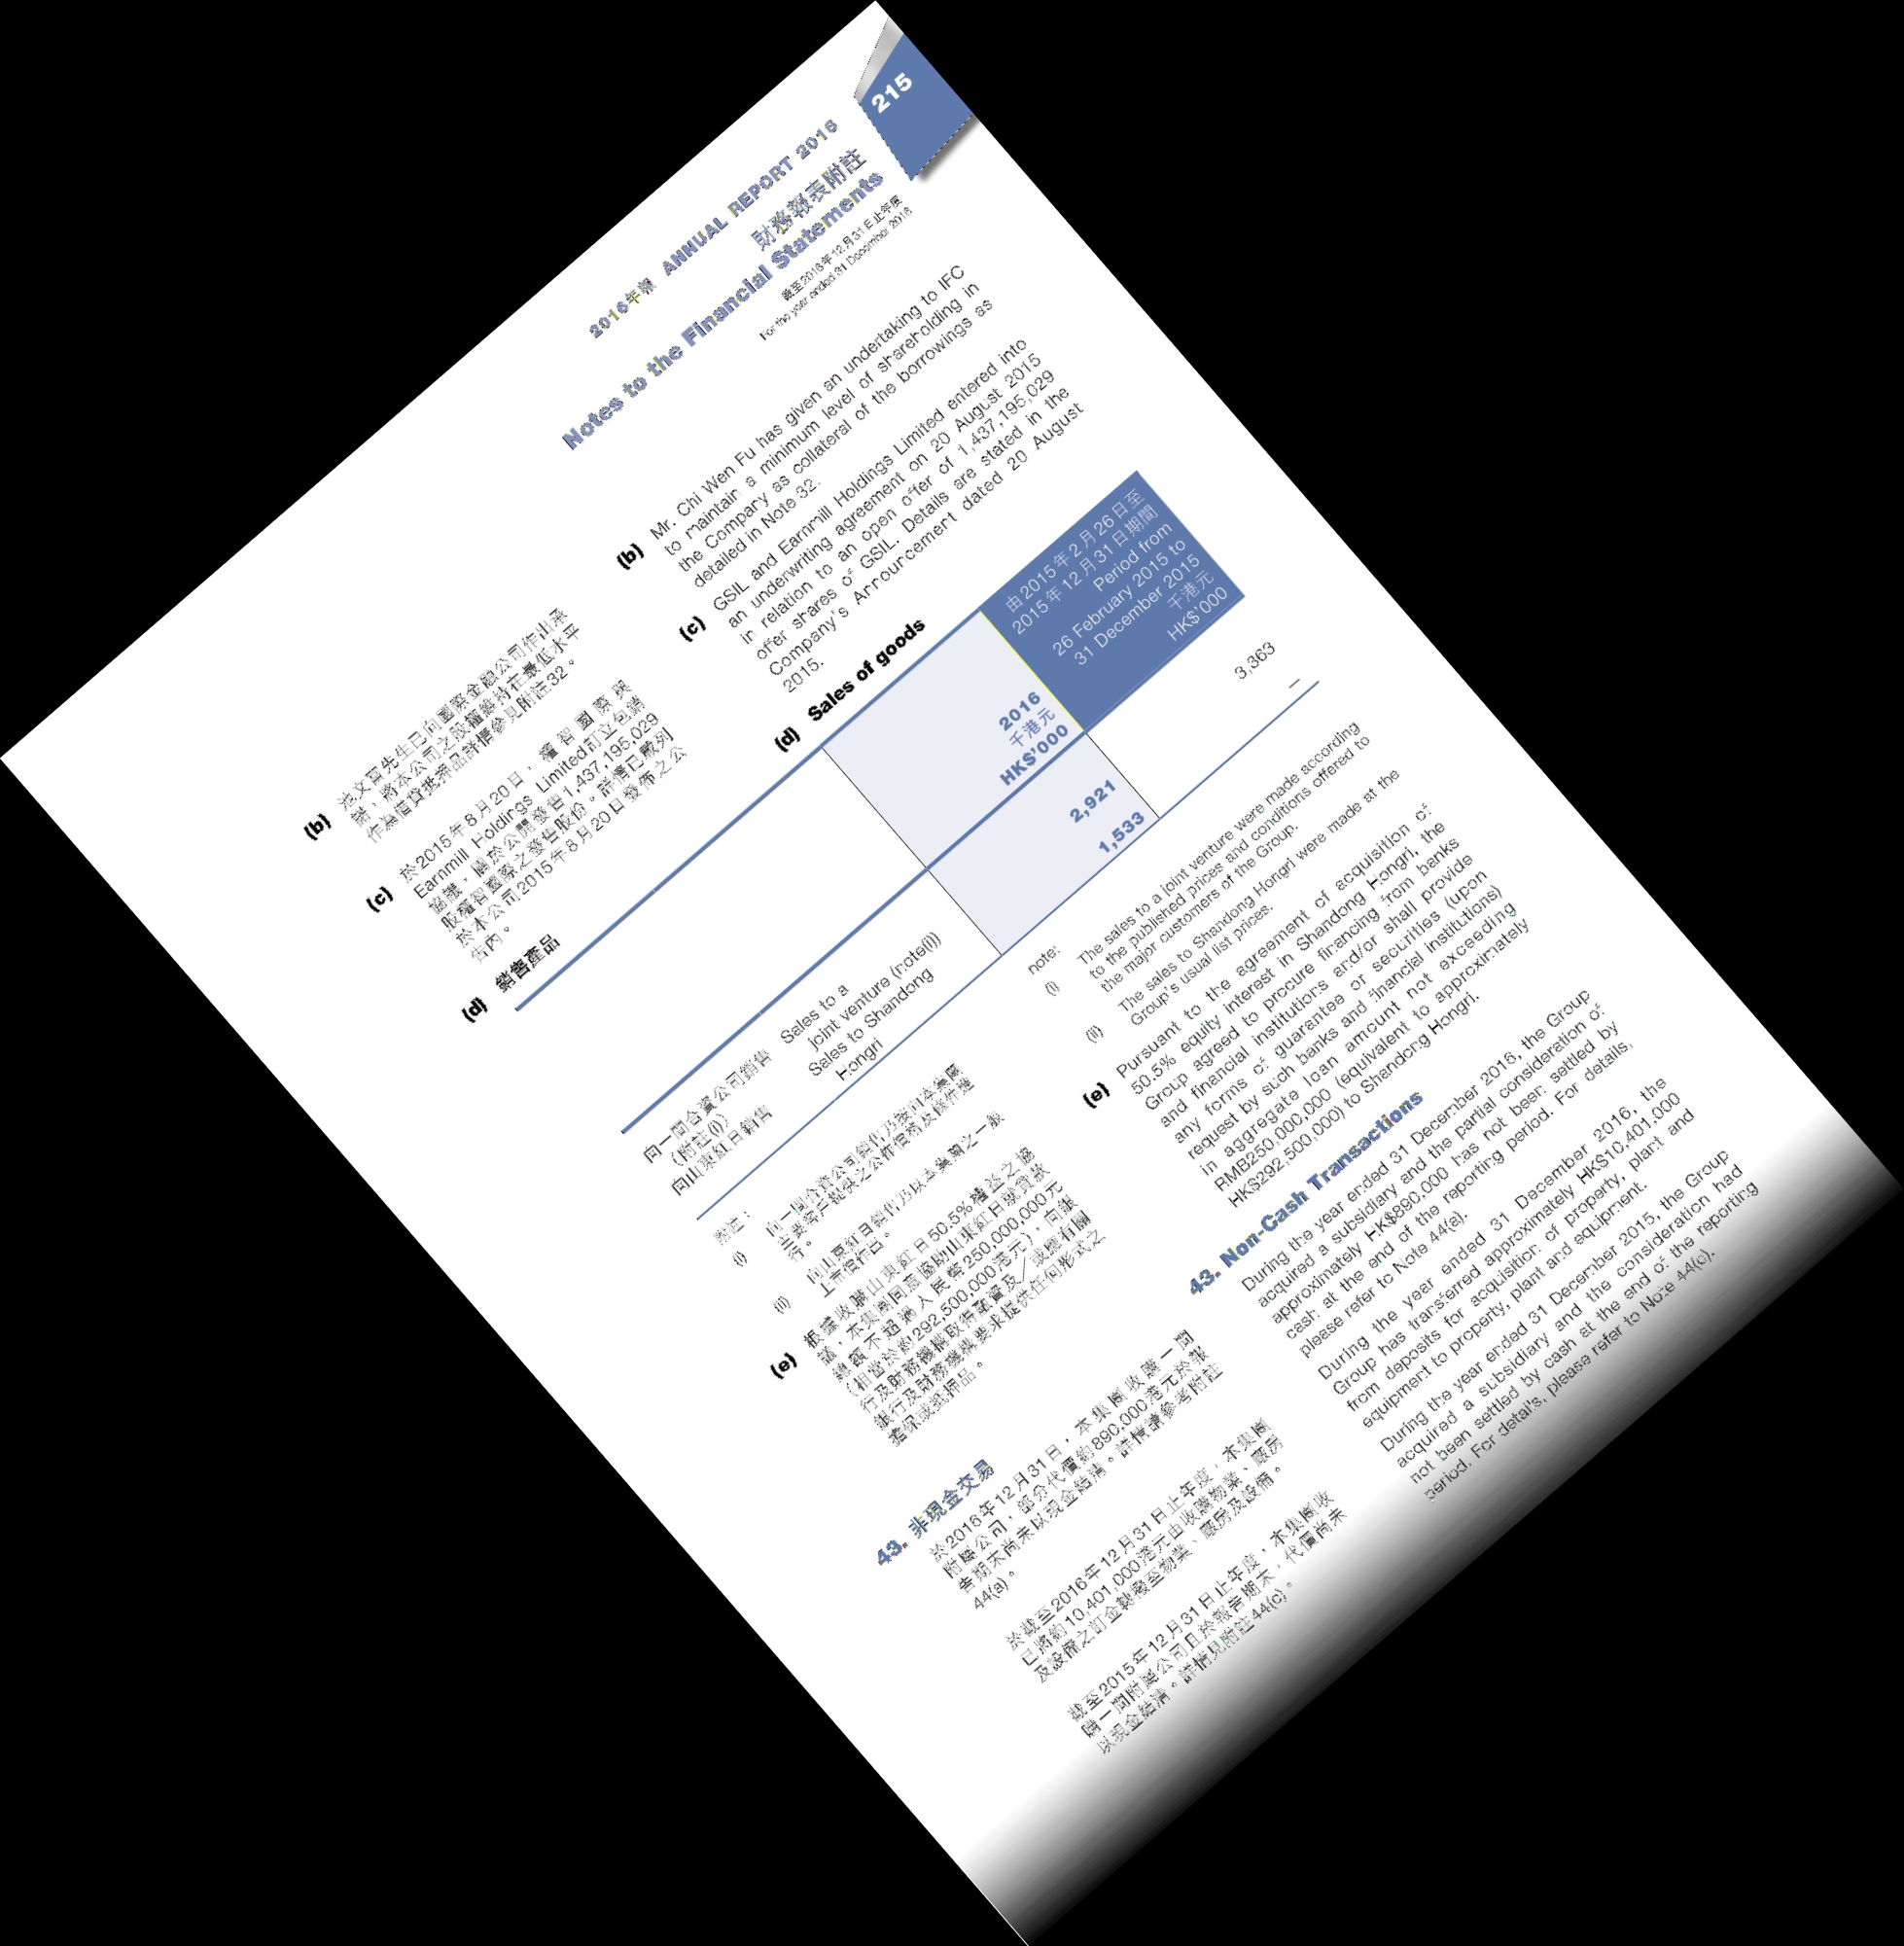 215
2016年報 ANNUAL REPORT 2016
財務報表附註
Notes to the Financial Statements
截至2016年12月31日止年度
For the year ended 31 December 2016
(b) 池文富先生已向國際金融公司作出承
諾，將本公司之股權維持在最低水平
作為借貸抵押品詳情參見附註32。
(c) 於2015年8月20日，權智國際與
Earnmill Holdings Limited訂立包銷
協議，關於公開發售1,437,195,029
股權智國際之發售股份。詳情已載列
於本公司2015年8月20日發佈之公
告內。
(d) 銷售產品
(b) Mr. Chi Wen Fu has given an undertaking to IFC
to maintain a minimum level of shareholding in
the Company as collateral of the borrowings as
detailed in Note 32.
(c) GSIL and Earnmill Holdings Limited entered into
an underwriting agreement on 20 August 2015
in relation to an open offer of 1,437,195,029
offer shares of GSIL. Details are stated in the
Company's Announcement dated 20 August
2015.
(d) Sales of goods
由2015年2月26日至
2015年12月31日期間
Period from
26 February 2015 to
2016 31 December 2015
千港元 千港元
HK$'000 HK$'000
向一間合資公司銷售 Sales to a
（附註(i)） joint venture (note(i)) 2,921 3,363
向山東紅日銷售 Sales to Shandong
Hongri 1,533 –
附註：
(i) 向一間合資公司銷售乃按向本集團
主要客戶提供之公佈價格及條件進
行。
(ii) 向山東紅日銷售乃以本集團之一般
上市價作出。
(e) 根據收購山東紅日50.5%權益之協
議，本集團同意協助山東紅日就貸款
總額不超過人民幣250,000,000元
（相當於約292,500,000港元），向銀
行及財務機構取得融資及／或應有關
銀行及財務機構要求提供任何形式之
擔保或抵押品。
note:
(i) The sales to a joint venture were made according
to the published prices and conditions offered to
the major customers of the Group.
(ii) The sales to Shandong Hongri were made at the
Group's usual list prices.
(e) Pursuant to the agreement of acquisition of
50.5% equity interest in Shandong Hongri, the
Group agreed to procure financing from banks
and financial institutions and/or shall provide
any forms of guarantee or securities (upon
request by such banks and financial institutions)
in aggregate loan amount not exceeding
RMB250,000,000 (equivalent to approximately
HK$292,500,000) to Shandong Hongri.
43. 非現金交易
於2016年12月31日，本集團收購一間
附屬公司，部分代價約890,000港元於報
告期末尚未以現金結清。詳情請參考附註
44(a)。
於截至2016年12月31日止年度，本集團
已將約10,401,000港元由收購物業、廠房
及設備之訂金轉撥至物業、廠房及設備。
截至2015年12月31日止年度，本集團收
購一間附屬公司且於報告期末，代價尚未
以現金結清。詳情見附註44(c)。
43. Non-Cash Transactions
During the year ended 31 December 2016, the Group
acquired a subsidiary and the partial consideration of
approximately HK$890,000 has not been settled by
cash at the end of the reporting period. For details,
please refer to Note 44(a).
During the year ended 31 December 2016, the
Group has transferred approximately HK$10,401,000
from deposits for acquisition of property, plant and
equipment to property, plant and equipment.
During the year ended 31 December 2015, the Group
acquired a subsidiary and the consideration had
not been settled by cash at the end of the reporting
period. For details, please refer to Note 44(c).